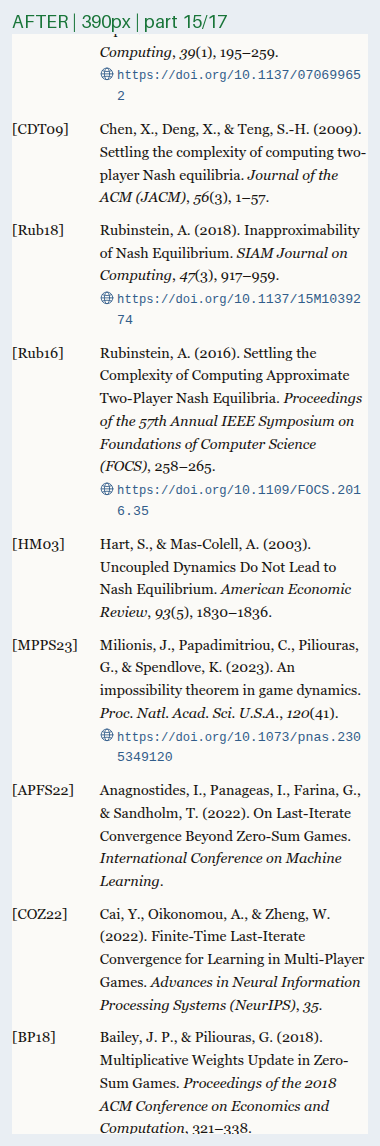 AFTER | 390px | part 15/17
Computing, 39(1), 195–259.
https://doi.org/10.1137/07069965
2
[CDT09] Chen, X., Deng, X., & Teng, S.-H. (2009).
Settling the complexity of computing two-
player Nash equilibria. Journal of the
ACM (JACM), 56(3), 1–57.
[Rub18] Rubinstein, A. (2018). Inapproximability
of Nash Equilibrium. SIAM Journal on
Computing, 47(3), 917–959.
https://doi.org/10.1137/15M10392
74
[Rub16] Rubinstein, A. (2016). Settling the
Complexity of Computing Approximate
Two-Player Nash Equilibria. Proceedings
of the 57th Annual IEEE Symposium on
Foundations of Computer Science
(FOCS), 258–265.
https://doi.org/10.1109/FOCS.201
6.35
[HM03] Hart, S., & Mas-Colell, A. (2003).
Uncoupled Dynamics Do Not Lead to
Nash Equilibrium. American Economic
Review, 93(5), 1830–1836.
[MPPS23] Milionis, J., Papadimitriou, C., Piliouras,
G., & Spendlove, K. (2023). An
impossibility theorem in game dynamics.
Proc. Natl. Acad. Sci. U.S.A., 120(41).
https://doi.org/10.1073/pnas.230
5349120
[APFS22] Anagnostides, I., Panageas, I., Farina, G.,
& Sandholm, T. (2022). On Last-Iterate
Convergence Beyond Zero-Sum Games.
International Conference on Machine
Learning.
[COZ22] Cai, Y., Oikonomou, A., & Zheng, W.
(2022). Finite-Time Last-Iterate
Convergence for Learning in Multi-Player
Games. Advances in Neural Information
Processing Systems (NeurIPS), 35.
[BP18] Bailey, J. P., & Piliouras, G. (2018).
Multiplicative Weights Update in Zero-
Sum Games. Proceedings of the 2018
ACM Conference on Economics and
Computation, 321–338.